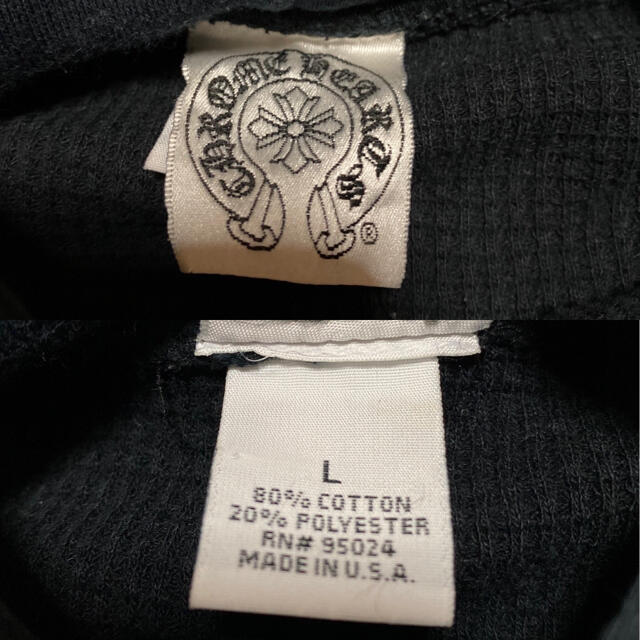 CHROME HEARTS
®
L
80% COTTON
20% POLYESTER
RN# 95024
MADE IN U.S.A.